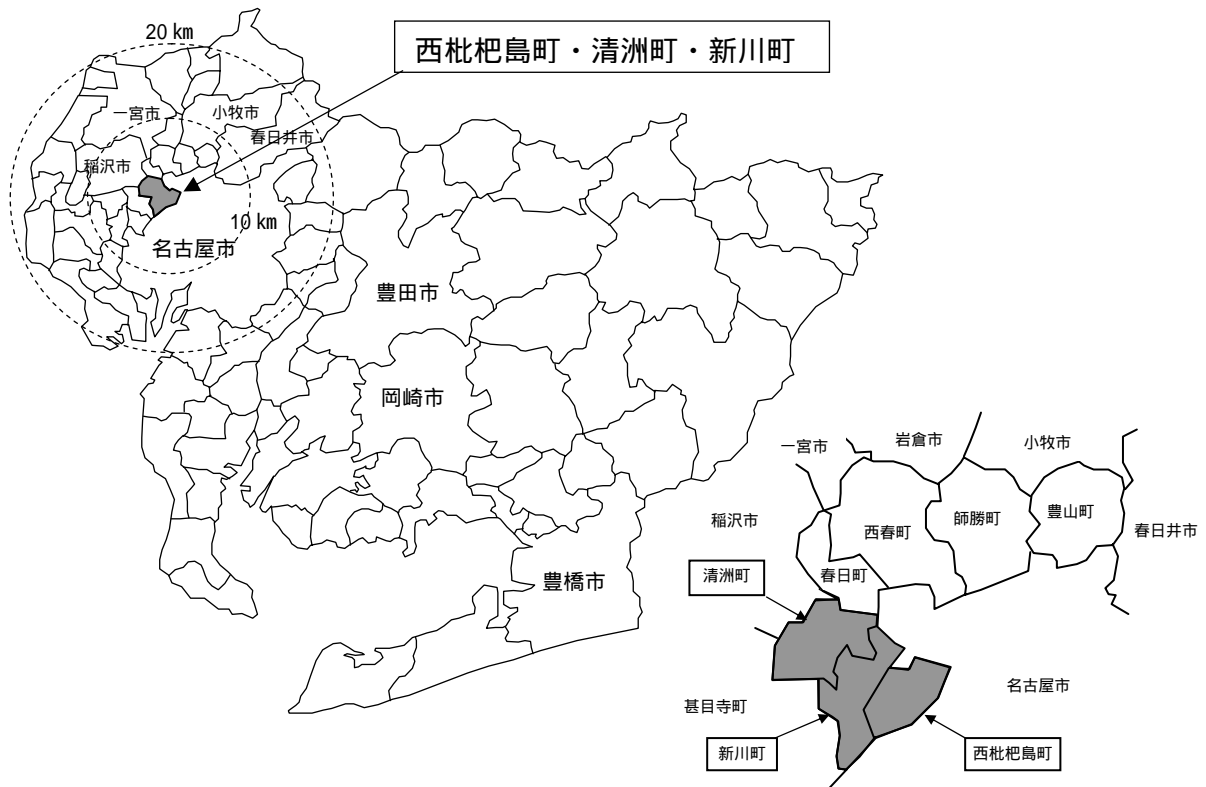 20 km
西枇杷島町・清洲町・新川町
一宮市
小牧市
春日井市
稲沢市
10 km
名古屋市
豊田市
岡崎市
豊橋市
一宮市
岩倉市
小牧市
稲沢市
西春町
師勝町
豊山町
春日井市
清洲町
春日町
名古屋市
甚目寺町
新川町
西枇杷島町